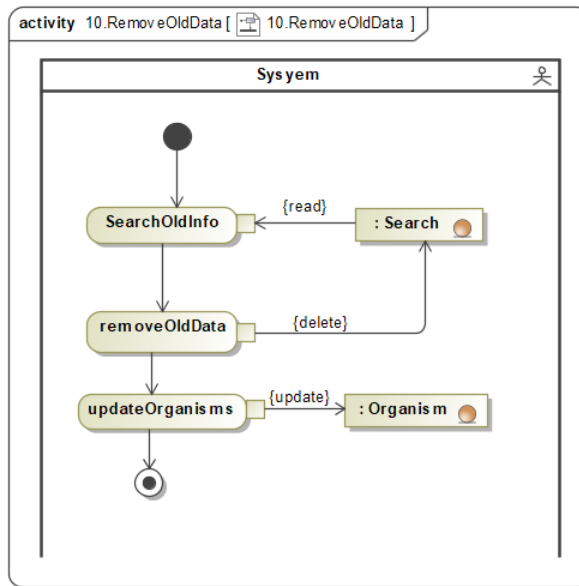 activity 10.RemoveOldData [ 10.RemoveOldData ]
Sysyem
SearchOldInfo
{read}
: Search
removeOldData
{delete}
updateOrganisms
{update}
: Organism